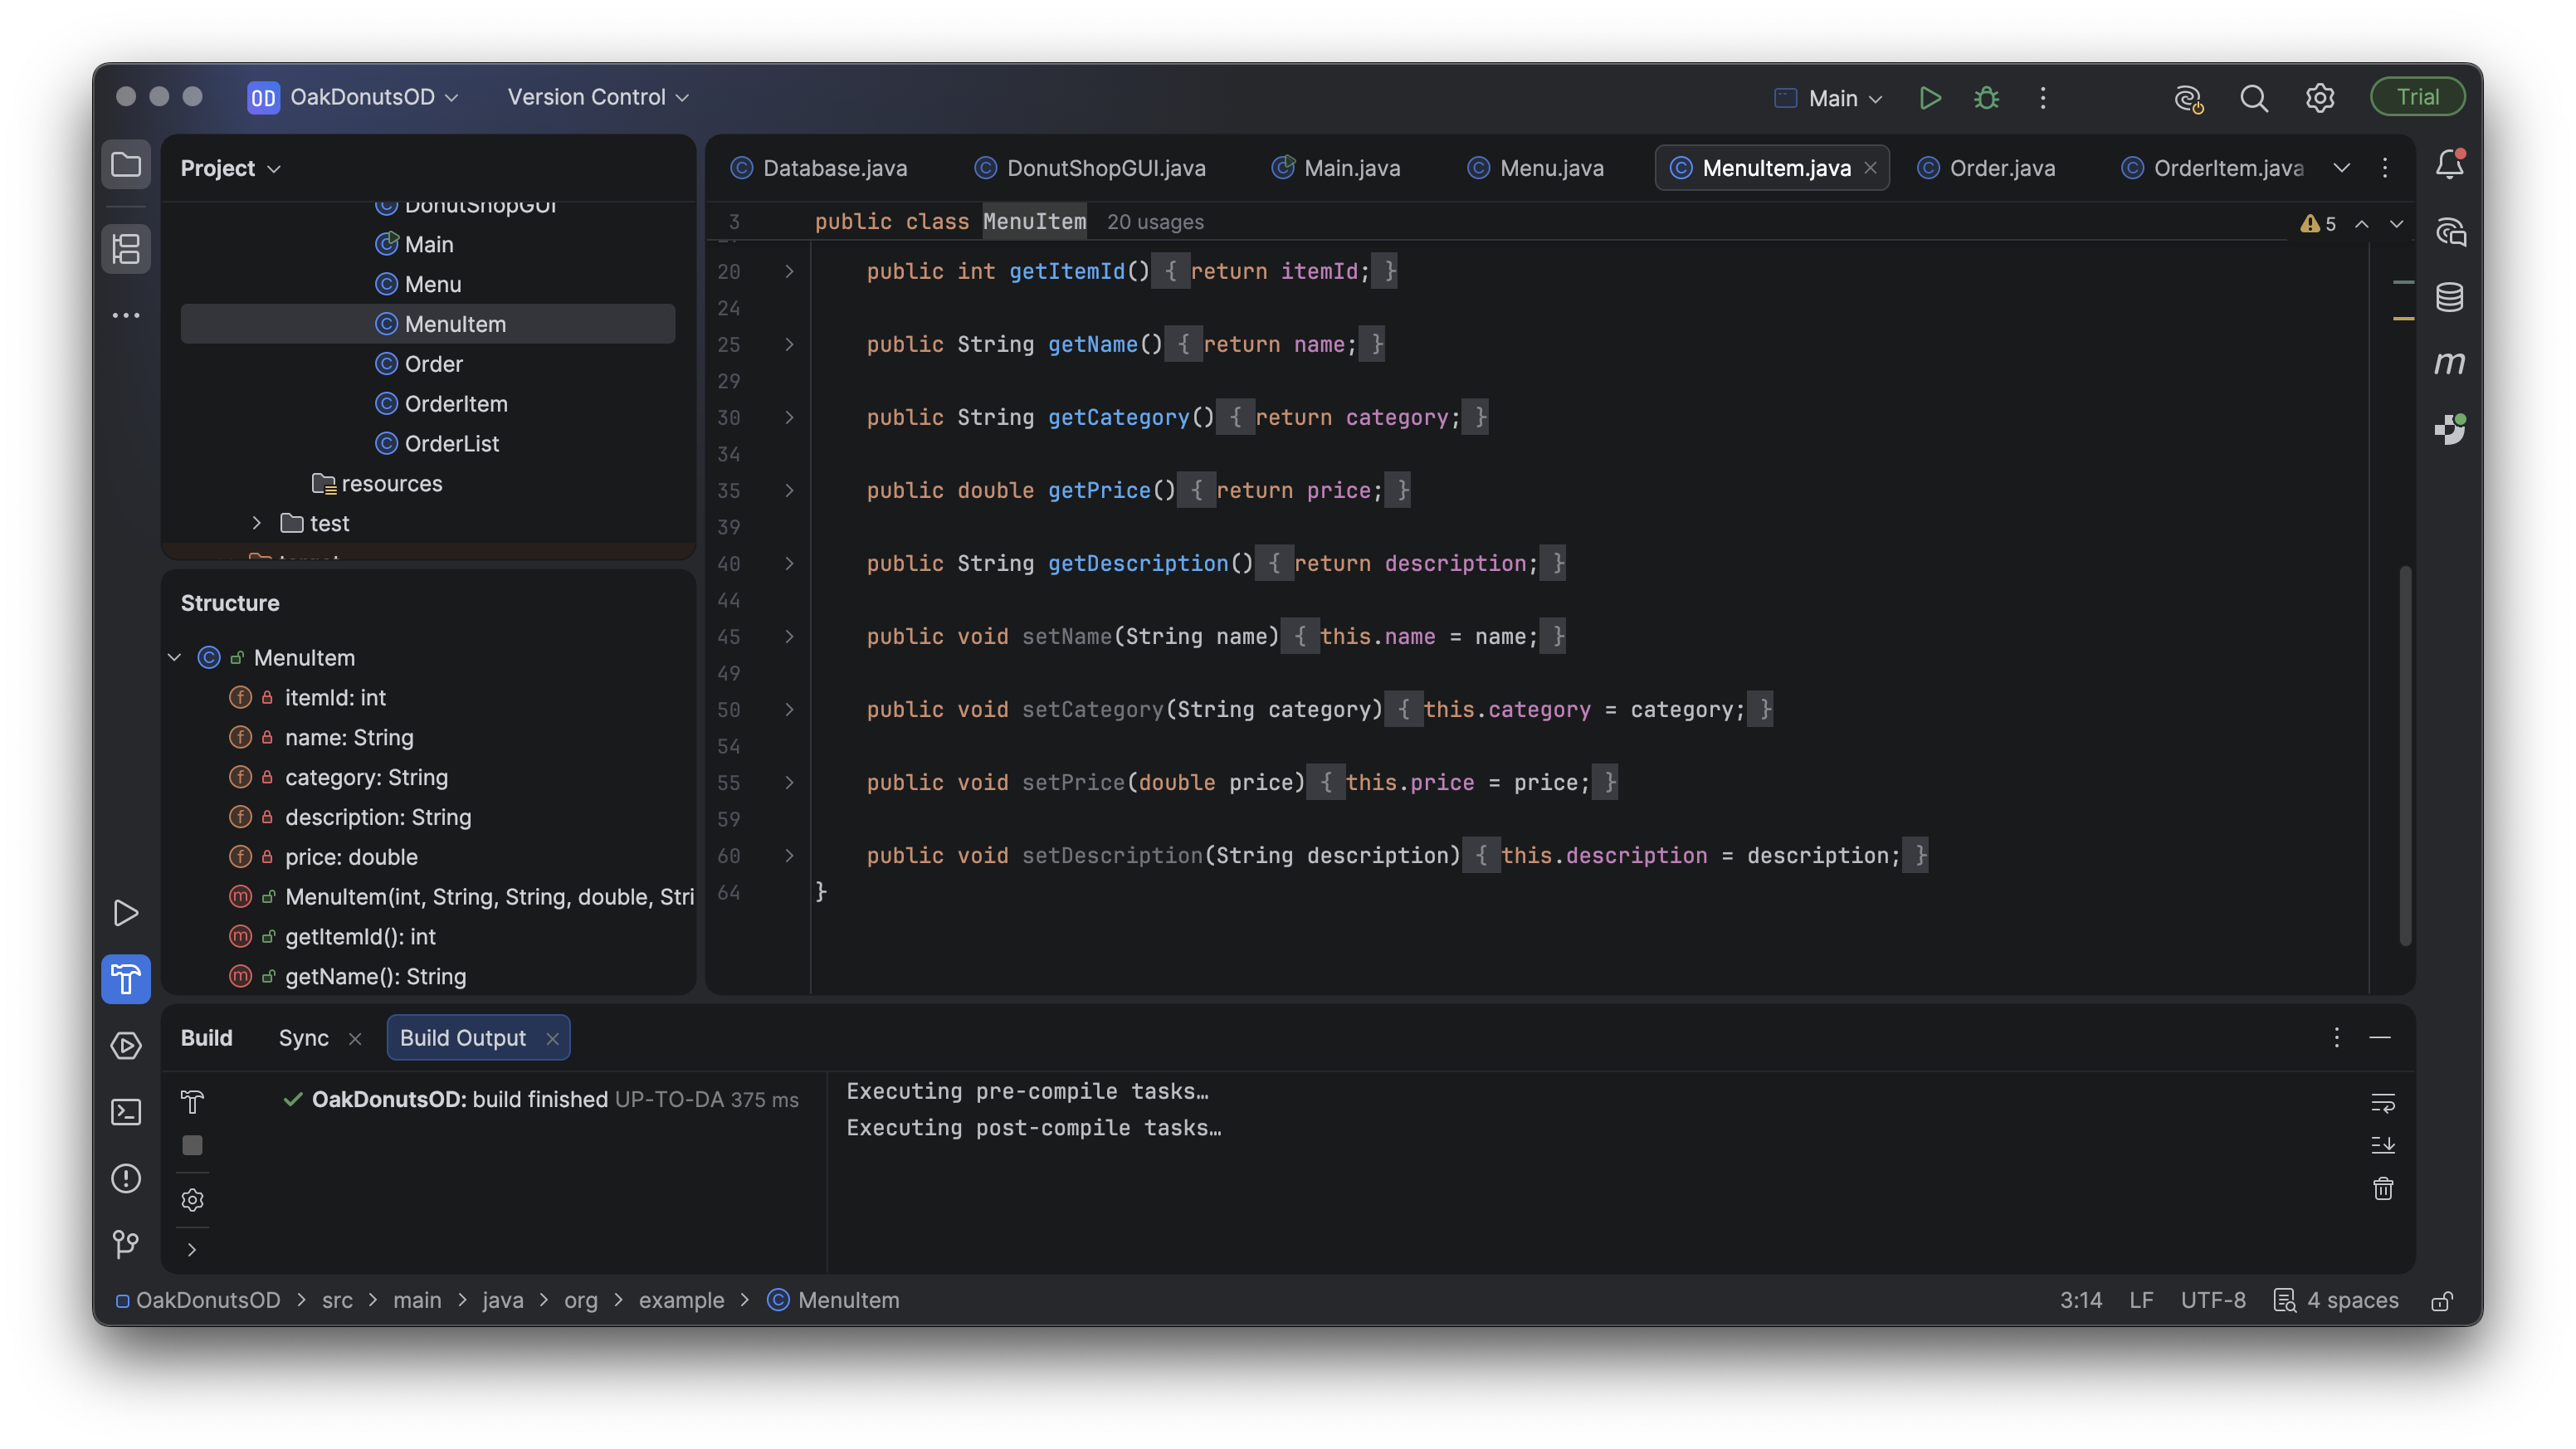 OD OakDonutsOD Version Control Main Trial
Project
DonutShopGUI
Main
Menu
MenuItem
Order
OrderItem
OrderList
resources
test
target
Structure
MenuItem
itemId: int
name: String
category: String
description: String
price: double
MenuItem(int, String, String, double, Stri
getItemId(): int
getName(): String
Database.java DonutShopGUI.java Main.java Menu.java MenuItem.java Order.java OrderItem.java
3 public class MenuItem 20 usages 5
20 public int getItemId() { return itemId; }
24
25 public String getName() { return name; }
29
30 public String getCategory() { return category; }
34
35 public double getPrice() { return price; }
39
40 public String getDescription() { return description; }
44
45 public void setName(String name) { this.name = name; }
49
50 public void setCategory(String category) { this.category = category; }
54
55 public void setPrice(double price) { this.price = price; }
59
60 public void setDescription(String description) { this.description = description; }
64 }
Build Sync Build Output
OakDonutsOD: build finished UP-TO-DA 375 ms
Executing pre-compile tasks…
Executing post-compile tasks…
OakDonutsOD > src > main > java > org > example > MenuItem 3:14 LF UTF-8 4 spaces